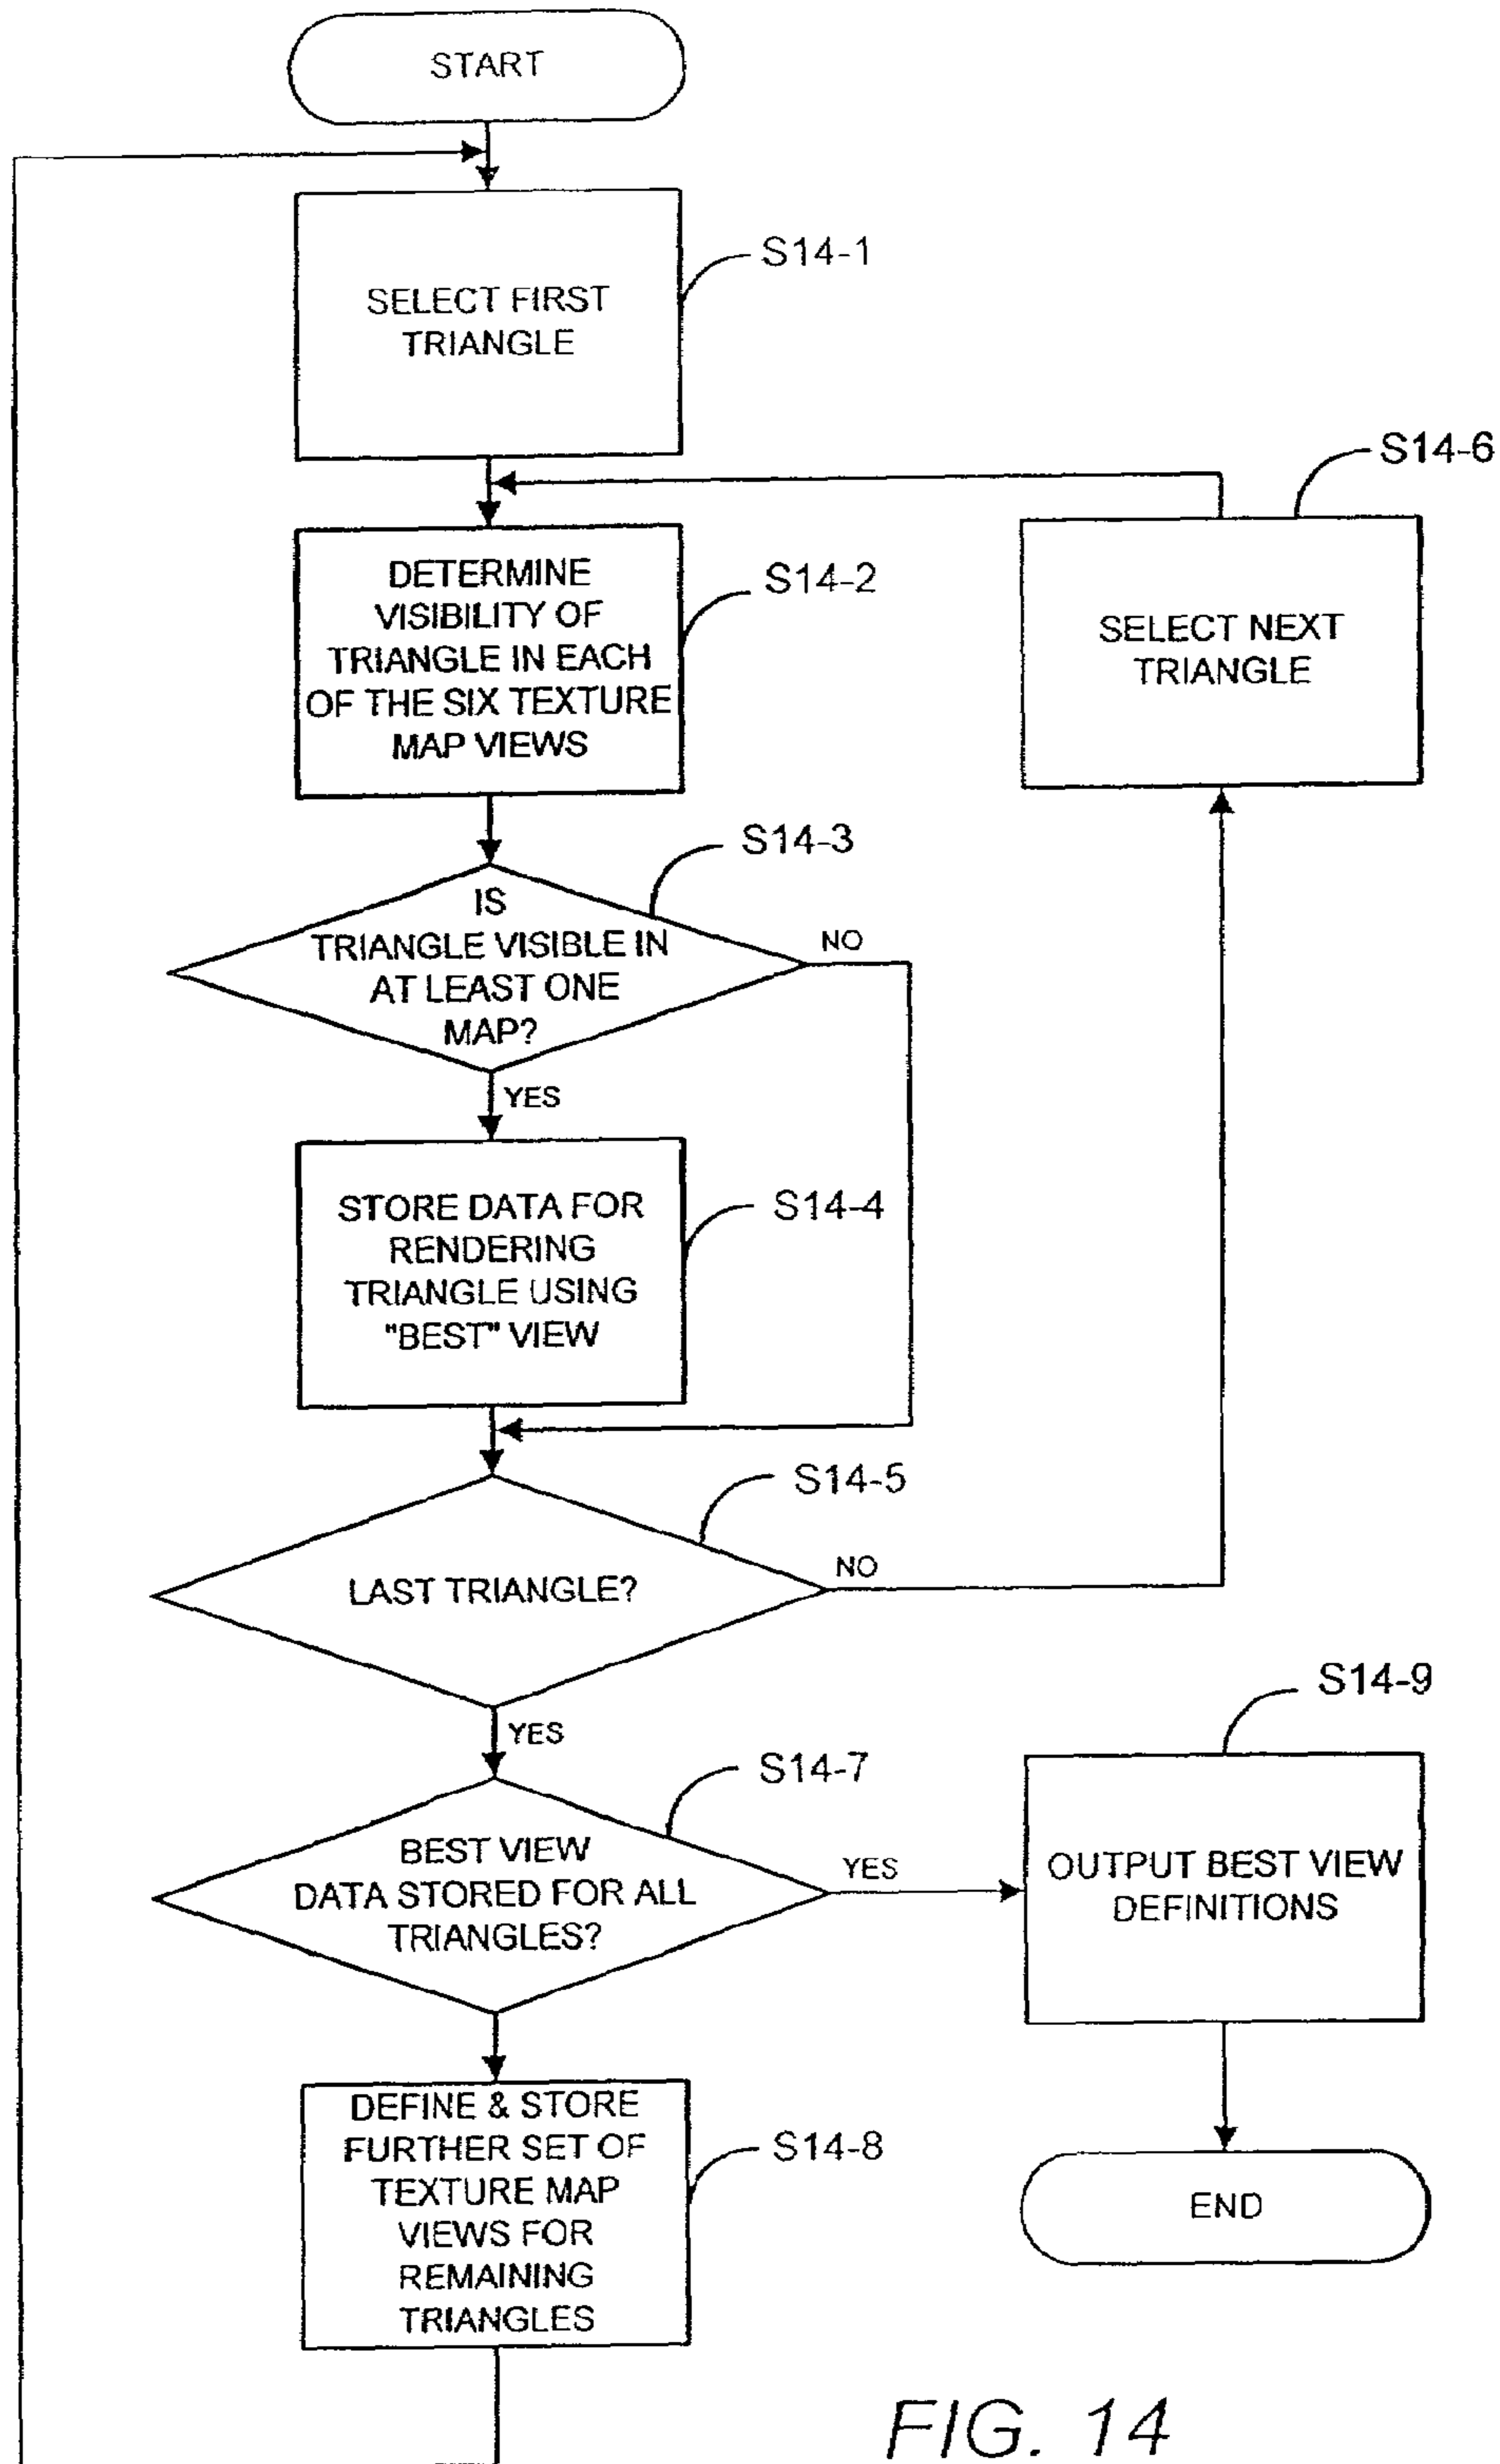 START
SELECT FIRST
TRIANGLE
S14-1
DETERMINE
VISIBILITY OF
TRIANGLE IN EACH
OF THE SIX TEXTURE
MAP VIEWS
S14-2
IS
TRIANGLE VISIBLE IN
AT LEAST ONE
MAP?
S14-3
NO
YES
STORE DATA FOR
RENDERING
TRIANGLE USING
"BEST" VIEW
S14-4
LAST TRIANGLE?
S14-5
NO
SELECT NEXT
TRIANGLE
S14-6
YES
BEST VIEW
DATA STORED FOR ALL
TRIANGLES?
S14-7
YES
OUTPUT BEST VIEW
DEFINITIONS
S14-9
END
DEFINE & STORE
FURTHER SET OF
TEXTURE MAP
VIEWS FOR
REMAINING
TRIANGLES
S14-8
FIG. 14